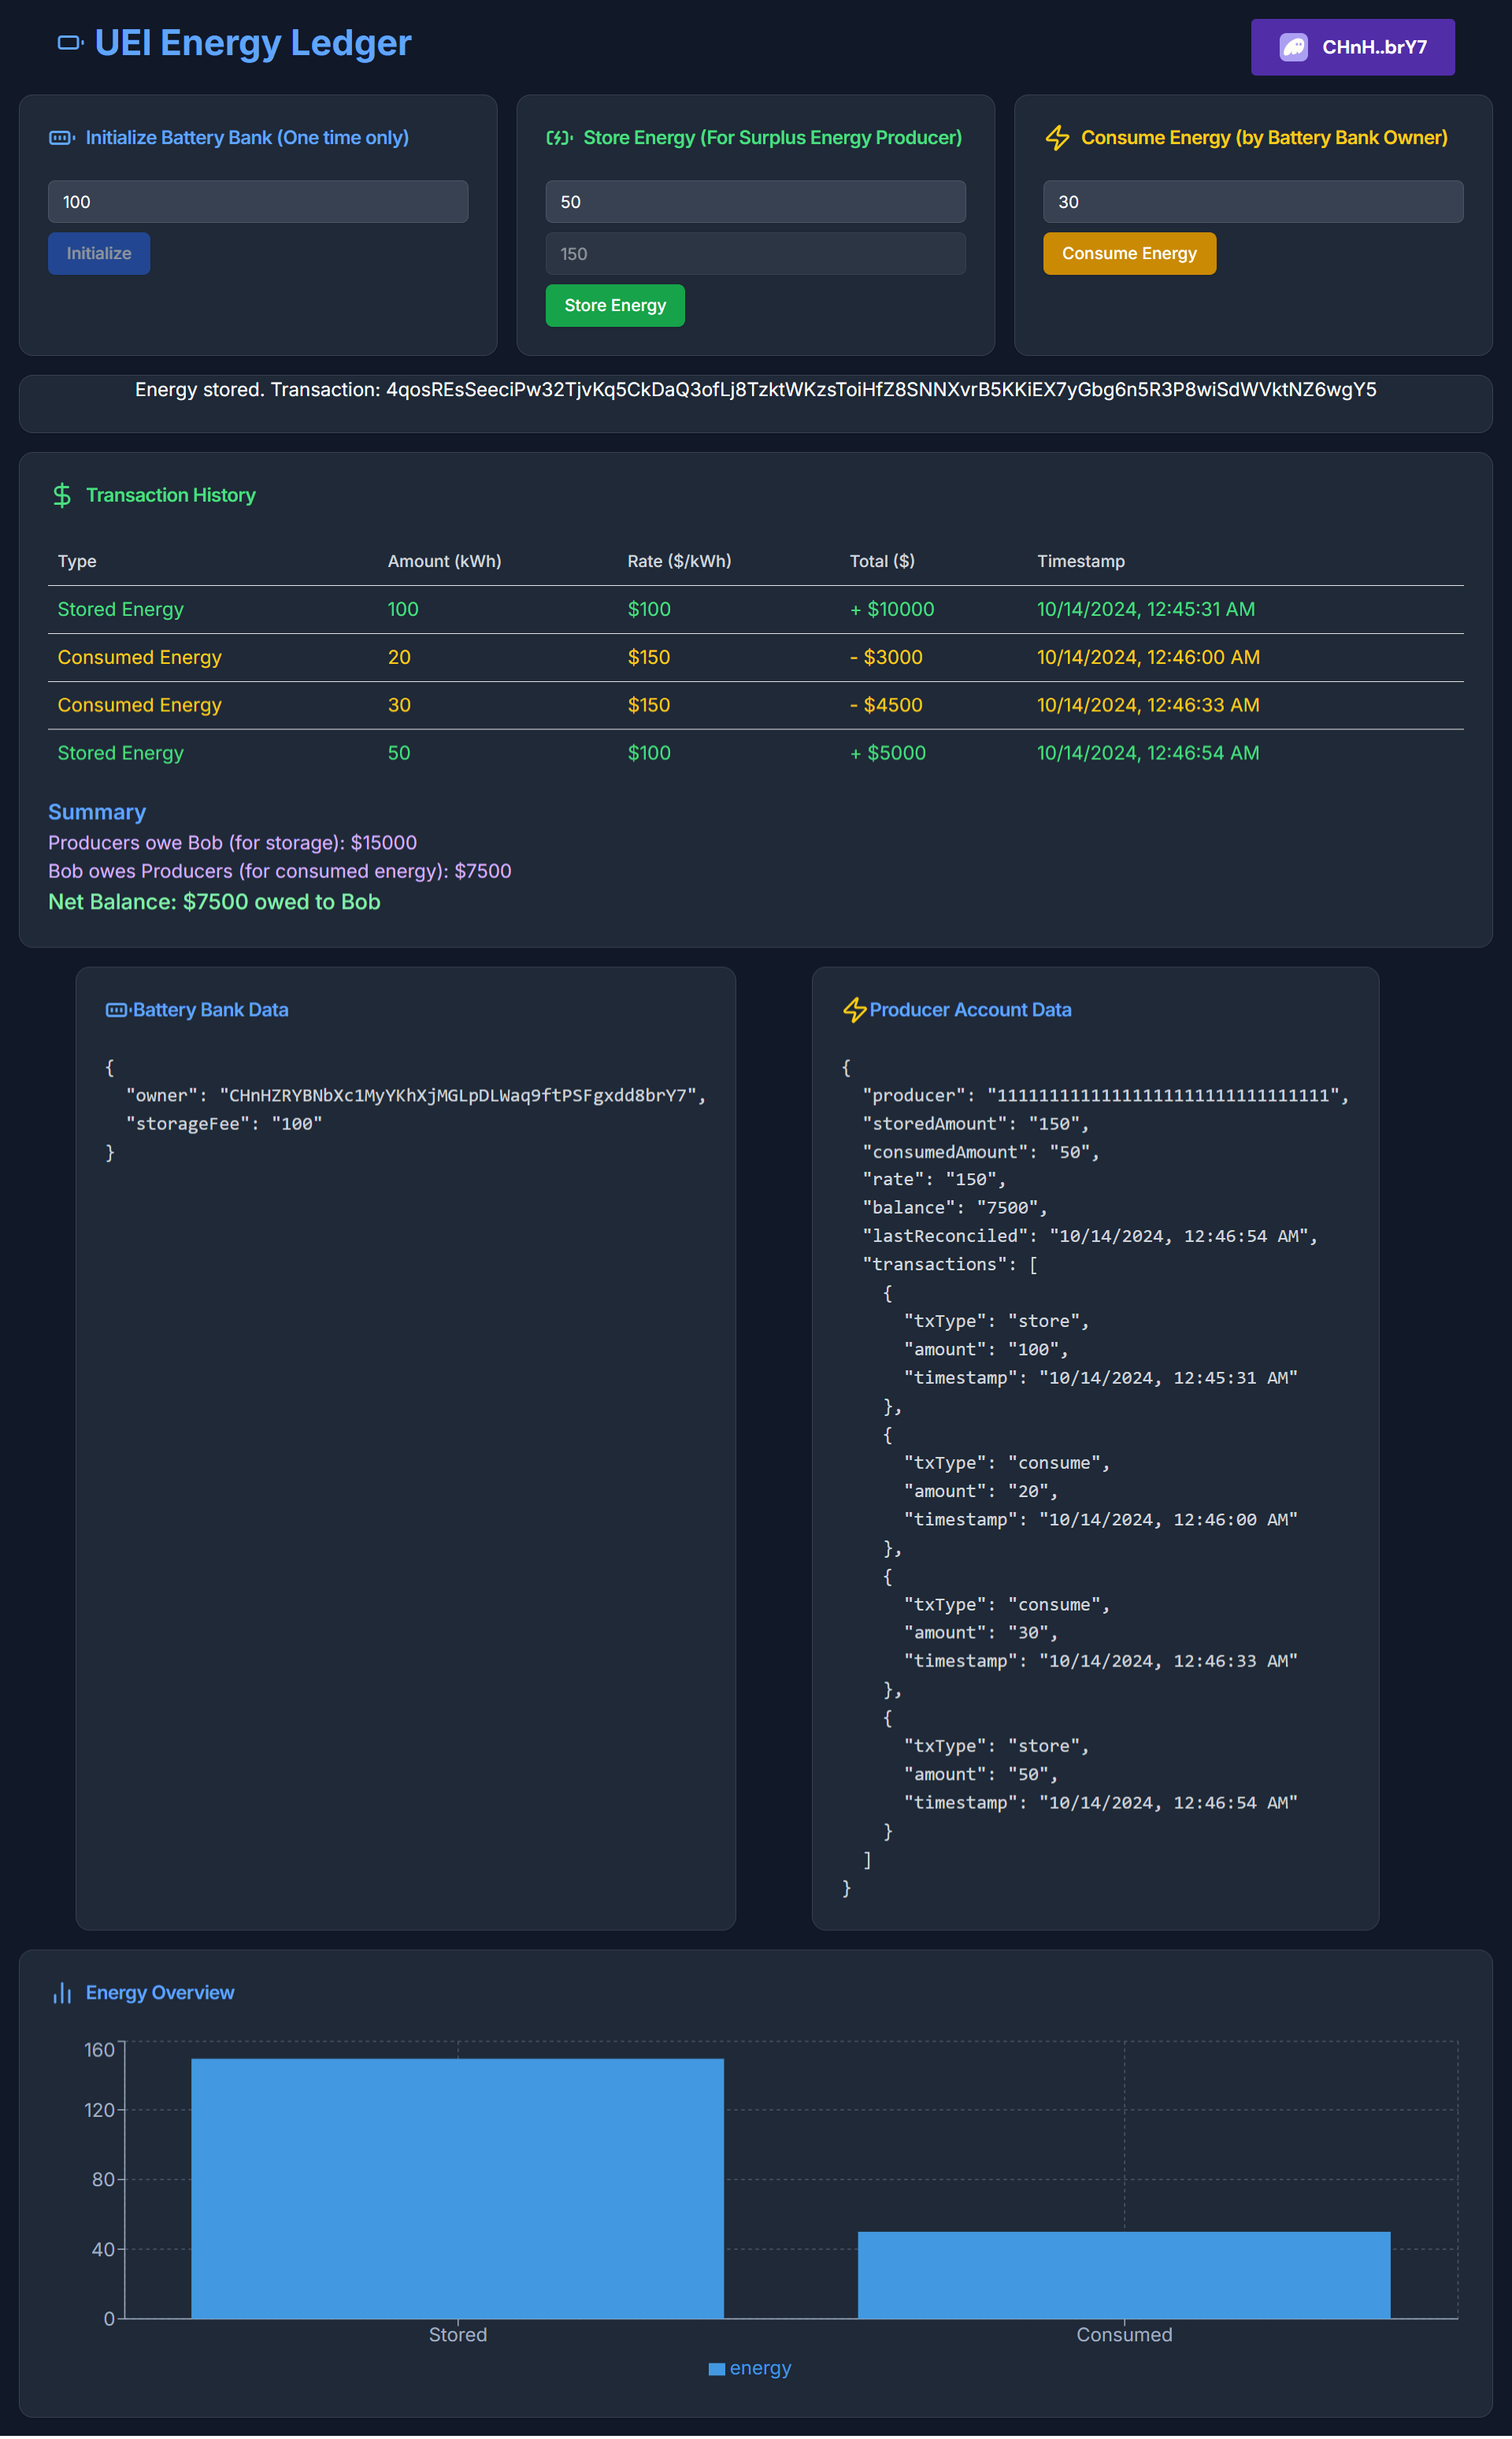 UEI Energy Ledger
CHnH..brY7
Initialize Battery Bank (One time only)
100
Initialize
Store Energy (For Surplus Energy Producer)
50
150
Store Energy
Consume Energy (by Battery Bank Owner)
30
Consume Energy
Energy stored. Transaction: 4qosREsSeeciPw32TjvKq5CkDaQ3ofLj8TzktWKzsToiHfZ8SNNXvrB5KKiEX7yGbg6n5R3P8wiSdWVktNZ6wgY5
Transaction History
Type Amount (kWh) Rate ($/kWh) Total ($) Timestamp
Stored Energy 100 $100 + $10000 10/14/2024, 12:45:31 AM
Consumed Energy 20 $150 - $3000 10/14/2024, 12:46:00 AM
Consumed Energy 30 $150 - $4500 10/14/2024, 12:46:33 AM
Stored Energy 50 $100 + $5000 10/14/2024, 12:46:54 AM
Summary
Producers owe Bob (for storage): $15000
Bob owes Producers (for consumed energy): $7500
Net Balance: $7500 owed to Bob
Battery Bank Data
{
"owner": "CHnHZRYBNbXc1MyYKhXjMGLpDLWaq9ftPSFgxdd8brY7",
"storageFee": "100"
}
Producer Account Data
{
"producer": "11111111111111111111111111111111",
"storedAmount": "150",
"consumedAmount": "50",
"rate": "150",
"balance": "7500",
"lastReconciled": "10/14/2024, 12:46:54 AM",
"transactions": [
{
"txType": "store",
"amount": "100",
"timestamp": "10/14/2024, 12:45:31 AM"
},
{
"txType": "consume",
"amount": "20",
"timestamp": "10/14/2024, 12:46:00 AM"
},
{
"txType": "consume",
"amount": "30",
"timestamp": "10/14/2024, 12:46:33 AM"
},
{
"txType": "store",
"amount": "50",
"timestamp": "10/14/2024, 12:46:54 AM"
}
]
}
Energy Overview
160
120
80
40
0
Stored Consumed
energy